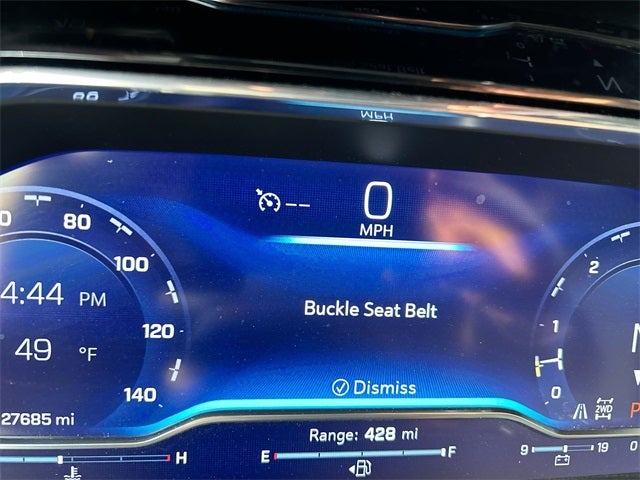 0
MPH
80
100
120
140
4:44 PM
49 °F
27685 mi
Buckle Seat Belt
Dismiss
2
1
0
2WD
P
Range: 428 mi
H
E
F
9
19
0